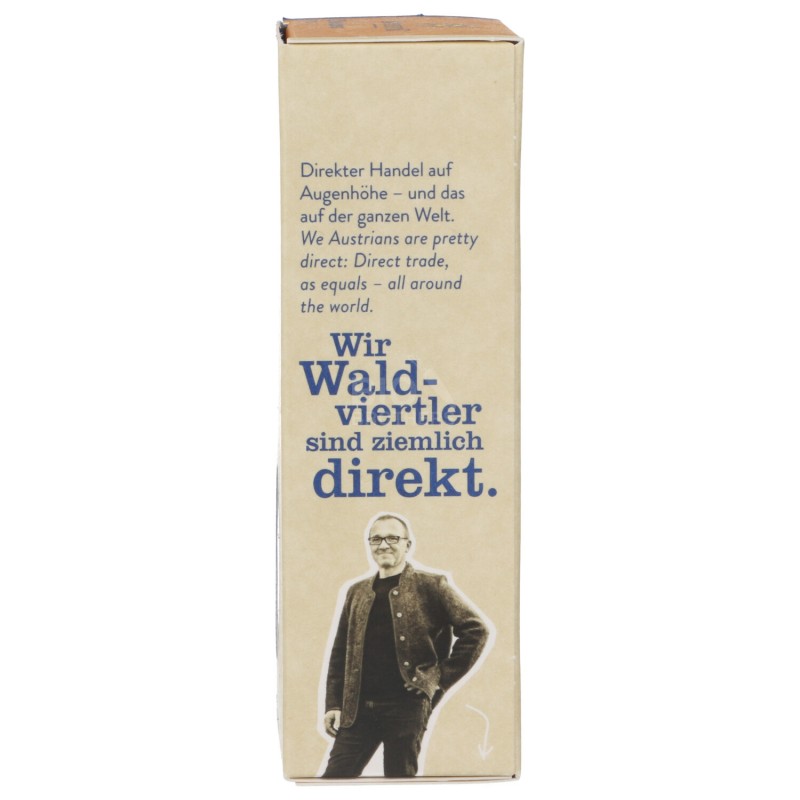 Direkter Handel auf
Augenhöhe – und das
auf der ganzen Welt.
We Austrians are pretty
direct: Direct trade,
as equals – all around
the world.
Wir
Wald-
viertler
sind ziemlich
direkt.